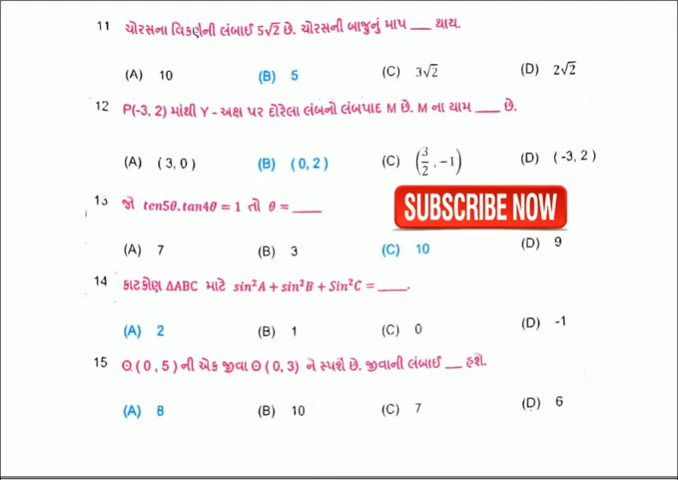 11 ચોરસના વિકર્ણની લંબાઈ 5√2 છે. ચોરસની બાજુનું માપ ___ થાય.
(A) 10 (B) 5 (C) 3√2 (D) 2√2
12 P(-3, 2) માંથી Y - અક્ષ પર દોરેલા લંબનો લંબપાદ M છે. M ના યામ ___ છે.
(A) ( 3, 0 ) (B) ( 0, 2 ) (C) (3/2 , -1) (D) ( -3, 2 )
13 જો ten5θ.tan4θ = 1 તો θ = ___
SUBSCRIBE NOW
(A) 7 (B) 3 (C) 10 (D) 9
14 કાટકોણ ΔABC માટે sin²A + sin²B + Sin²C = ___.
(A) 2 (B) 1 (C) 0 (D) -1
15 ʘ ( 0 , 5 ) ની એક જીવા ʘ ( 0, 3 ) ને સ્પર્શે છે. જીવાની લંબાઈ ___ હશે.
(A) 8 (B) 10 (C) 7 (D) 6